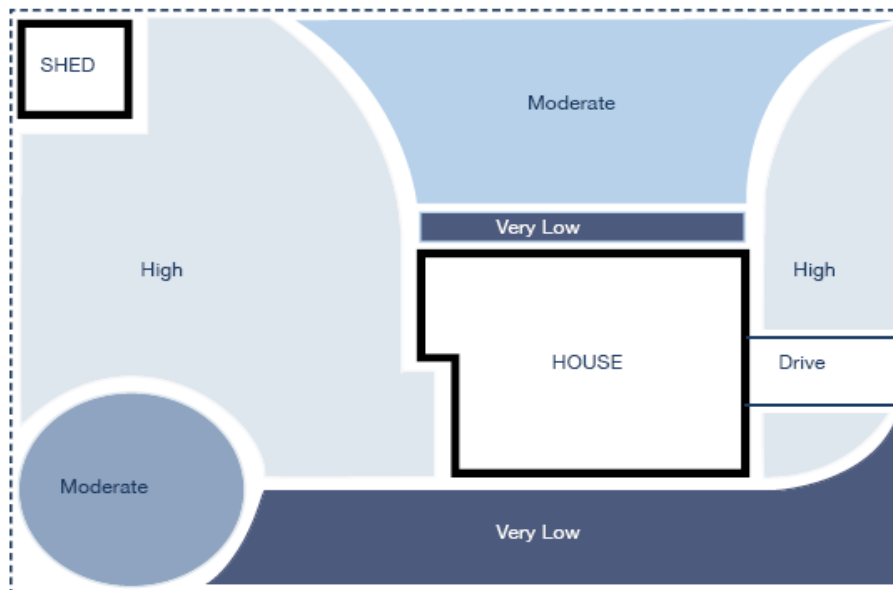 SHED
Moderate
Very Low
High
High
HOUSE
Drive
Moderate
Very Low